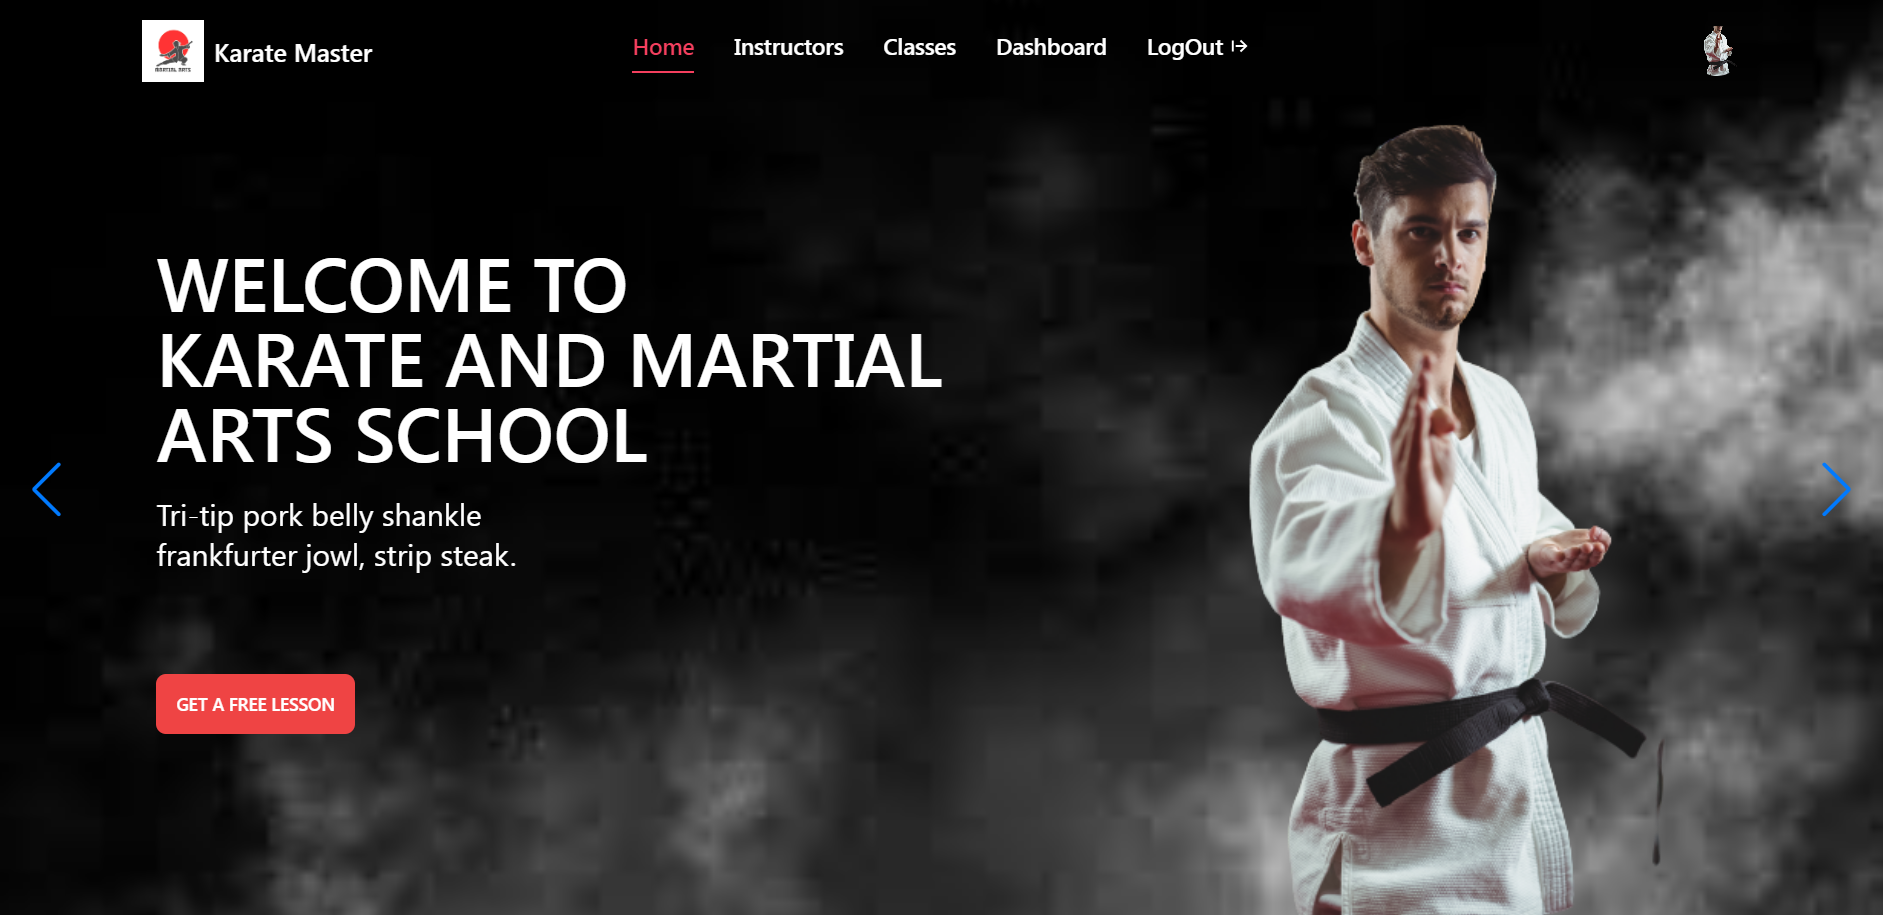 MARTIAL ARTS
Karate Master
Home
Instructors
Classes
Dashboard
LogOut
WELCOME TO
KARATE AND MARTIAL
ARTS SCHOOL
Tri-tip pork belly shankle
frankfurter jowl, strip steak.
GET A FREE LESSON